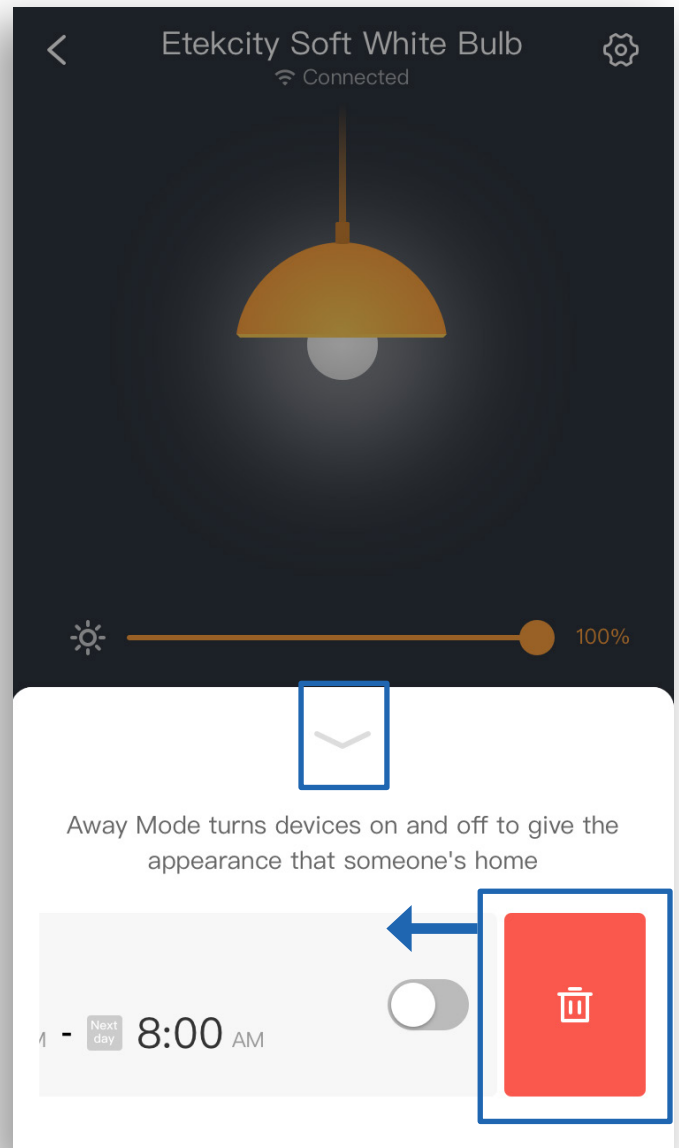 Etekcity Soft White Bulb
Connected
100%
Away Mode turns devices on and off to give the
appearance that someone's home
- Next day 8:00 AM